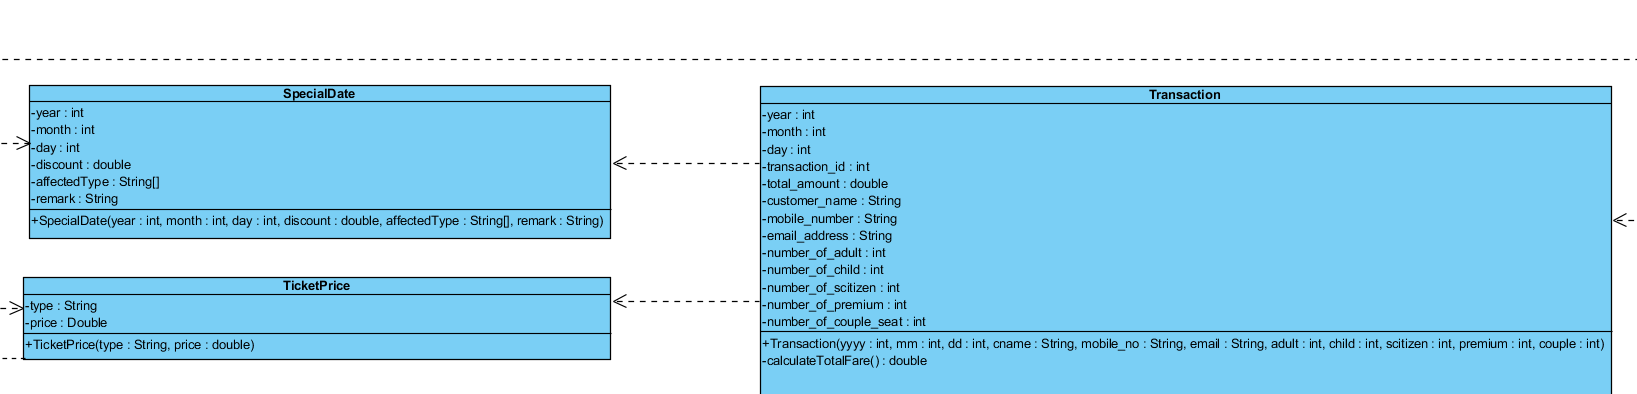 SpecialDate
-year : int
-month : int
-day : int
-discount : double
-affectedType : String[]
-remark : String
+SpecialDate(year : int, month : int, day : int, discount : double, affectedType : String[], remark : String)
TicketPrice
-type : String
-price : Double
+TicketPrice(type : String, price : double)
Transaction
-year : int
-month : int
-day : int
-transaction_id : int
-total_amount : double
-customer_name : String
-mobile_number : String
-email_address : String
-number_of_adult : int
-number_of_child : int
-number_of_scitizen : int
-number_of_premium : int
-number_of_couple_seat : int
+Transaction(yyyy : int, mm : int, dd : int, cname : String, mobile_no : String, email : String, adult : int, child : int, scitizen : int, premium : int, couple : int)
-calculateTotalFare() : double